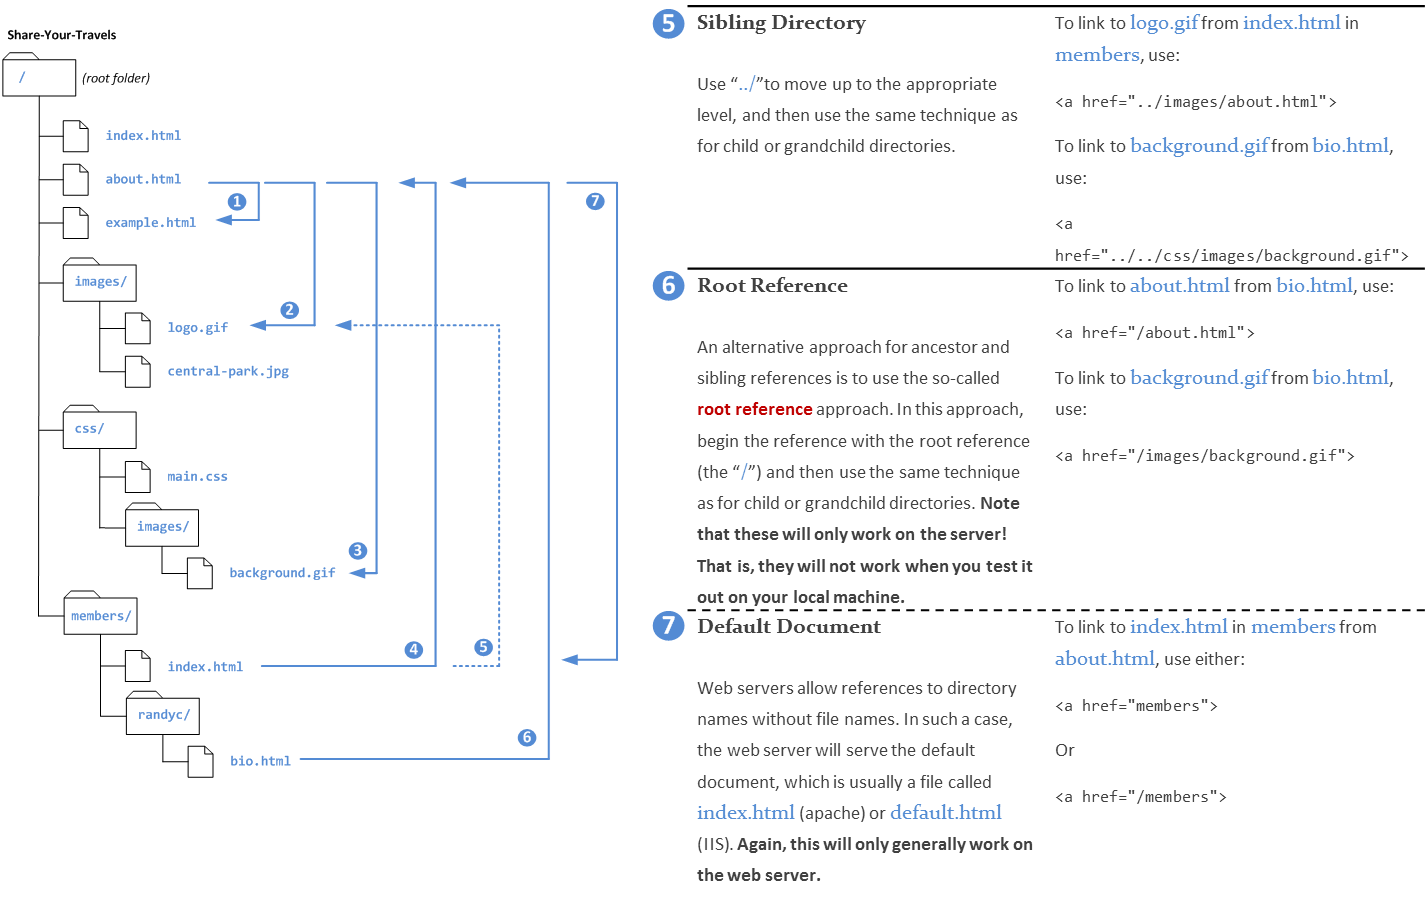 Share-Your-Travels
/
(root folder)
index.html
about.html
example.html
images/
logo.gif
central-park.jpg
css/
main.css
images/
background.gif
members/
index.html
randyc/
bio.html
1
2
3
4
5
6
7
5 Sibling Directory
Use “../”to move up to the appropriate
level, and then use the same technique as
for child or grandchild directories.
To link to logo.gif from index.html in
members, use:
<a href="../images/about.html">
To link to background.gif from bio.html,
use:
<a
href="../../css/images/background.gif">
6 Root Reference
An alternative approach for ancestor and
sibling references is to use the so-called
root reference approach. In this approach,
begin the reference with the root reference
(the “/”) and then use the same technique
as for child or grandchild directories. Note
that these will only work on the server!
That is, they will not work when you test it
out on your local machine.
To link to about.html from bio.html, use:
<a href="/about.html">
To link to background.gif from bio.html,
use:
<a href="/images/background.gif">
7 Default Document
Web servers allow references to directory
names without file names. In such a case,
the web server will serve the default
document, which is usually a file called
index.html (apache) or default.html
(IIS). Again, this will only generally work on
the web server.
To link to index.html in members from
about.html, use either:
<a href="members">
Or
<a href="/members">